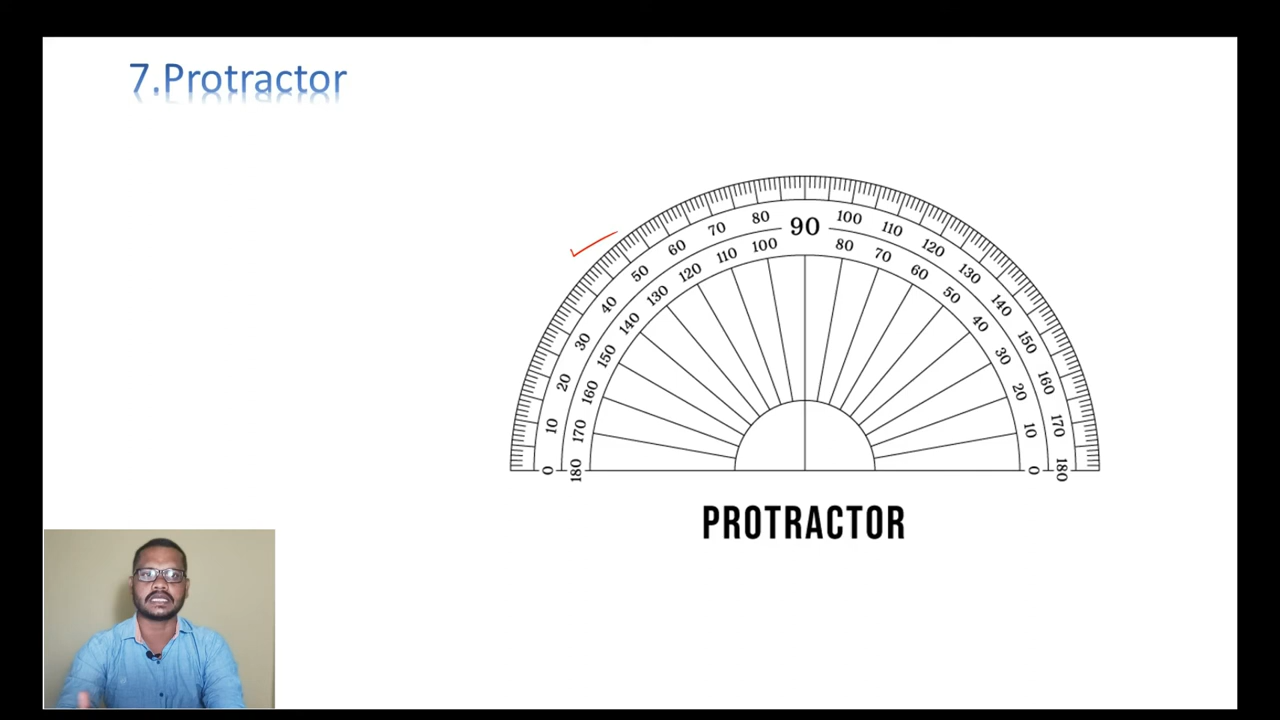 7.Protractor
80 90 100
70 110
60 100 80 120
50 110 70 130
40 120 60 140
30 130 50 150
20 140 40 160
10 150 30 170
0 160 20 180
170 10
180 0
PROTRACTOR